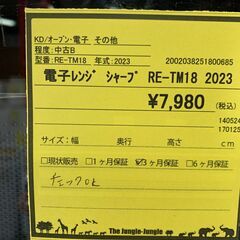 KD/オーブン・電子 その他
程度:中古B
型番:RE-TM18 年式:2023 2002038251800685
電子レンジ シャープ RE-TM18 2023
¥7,980 (税込)
140524
サイズ:幅 奥行 高さ cm
170125
□現状販売 □1ヶ月保証 ☑3ヶ月保証 □6ヶ月保証
チェックOK
The Jungle-Jungle